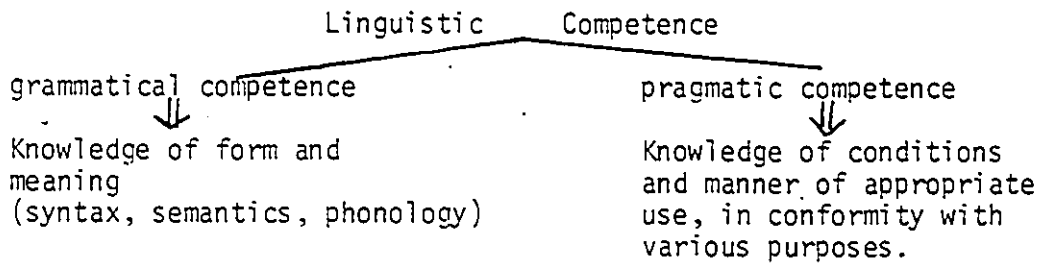 Linguistic Competence
grammatical competence
pragmatic competence
Knowledge of form and
meaning
(syntax, semantics, phonology)
Knowledge of conditions
and manner of appropriate
use, in conformity with
various purposes.